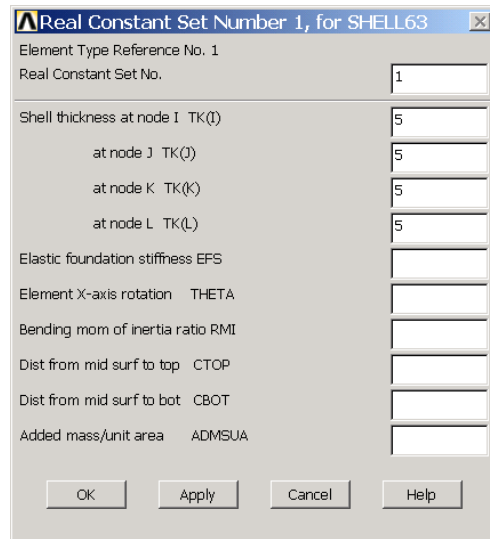 Real Constant Set Number 1, for SHELL63
Element Type Reference No. 1
Real Constant Set No. 1
Shell thickness at node I TK(I) 5
at node J TK(J) 5
at node K TK(K) 5
at node L TK(L) 5
Elastic foundation stiffness EFS
Element X-axis rotation THETA
Bending mom of inertia ratio RMI
Dist from mid surf to top CTOP
Dist from mid surf to bot CBOT
Added mass/unit area ADMSUA
OK Apply Cancel Help